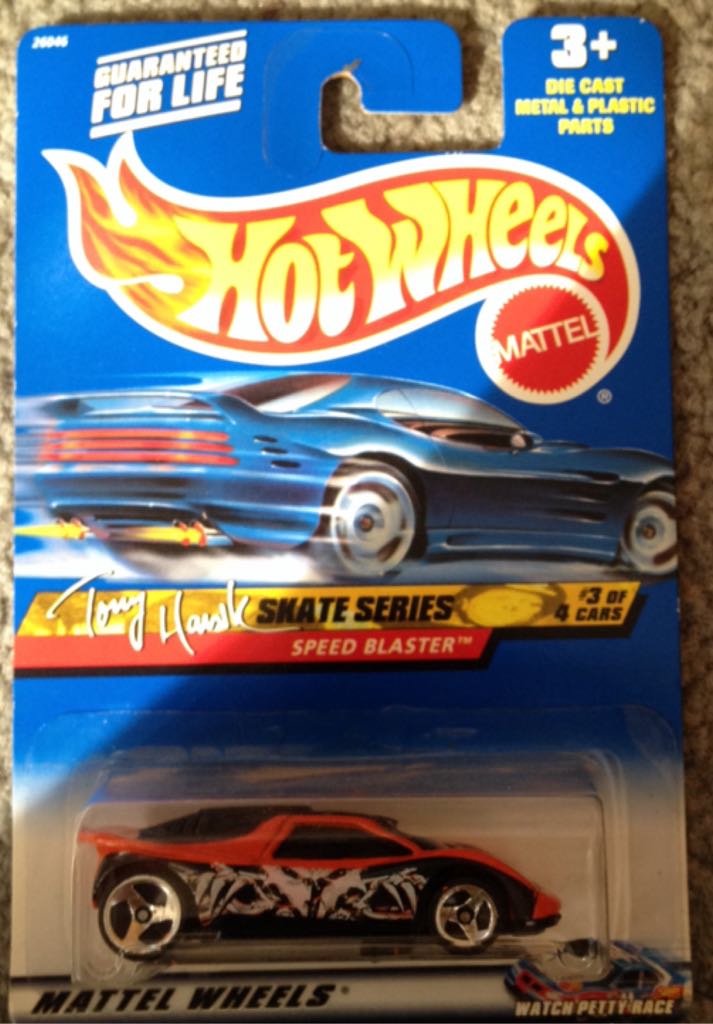 26046
GUARANTEED
FOR LIFE
3+
DIE CAST
METAL & PLASTIC
PARTS
HOT WHEELS
MATTEL
®
Tony Hawk SKATE SERIES
#3 OF
4 CARS
SPEED BLASTER™
MATTEL WHEELS®
WATCH PETTY RACE